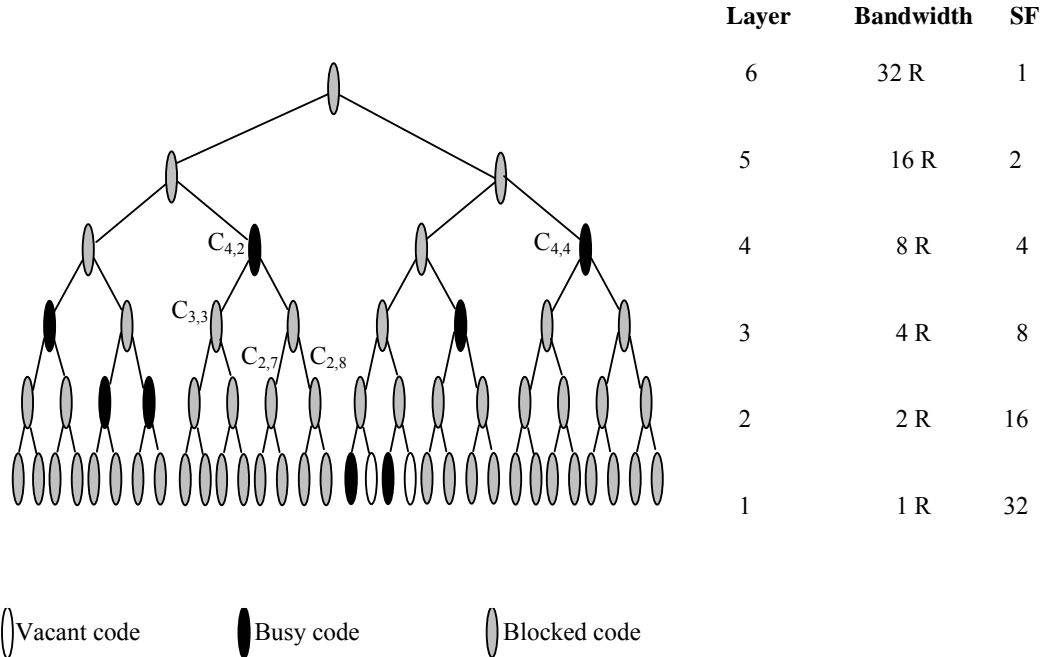 Layer Bandwidth SF
6 32 R 1
5 16 R 2
C4,2 C4,4 4 8 R 4
C3,3 3 4 R 8
C2,7 C2,8
2 2 R 16
1 1 R 32
Vacant code Busy code Blocked code